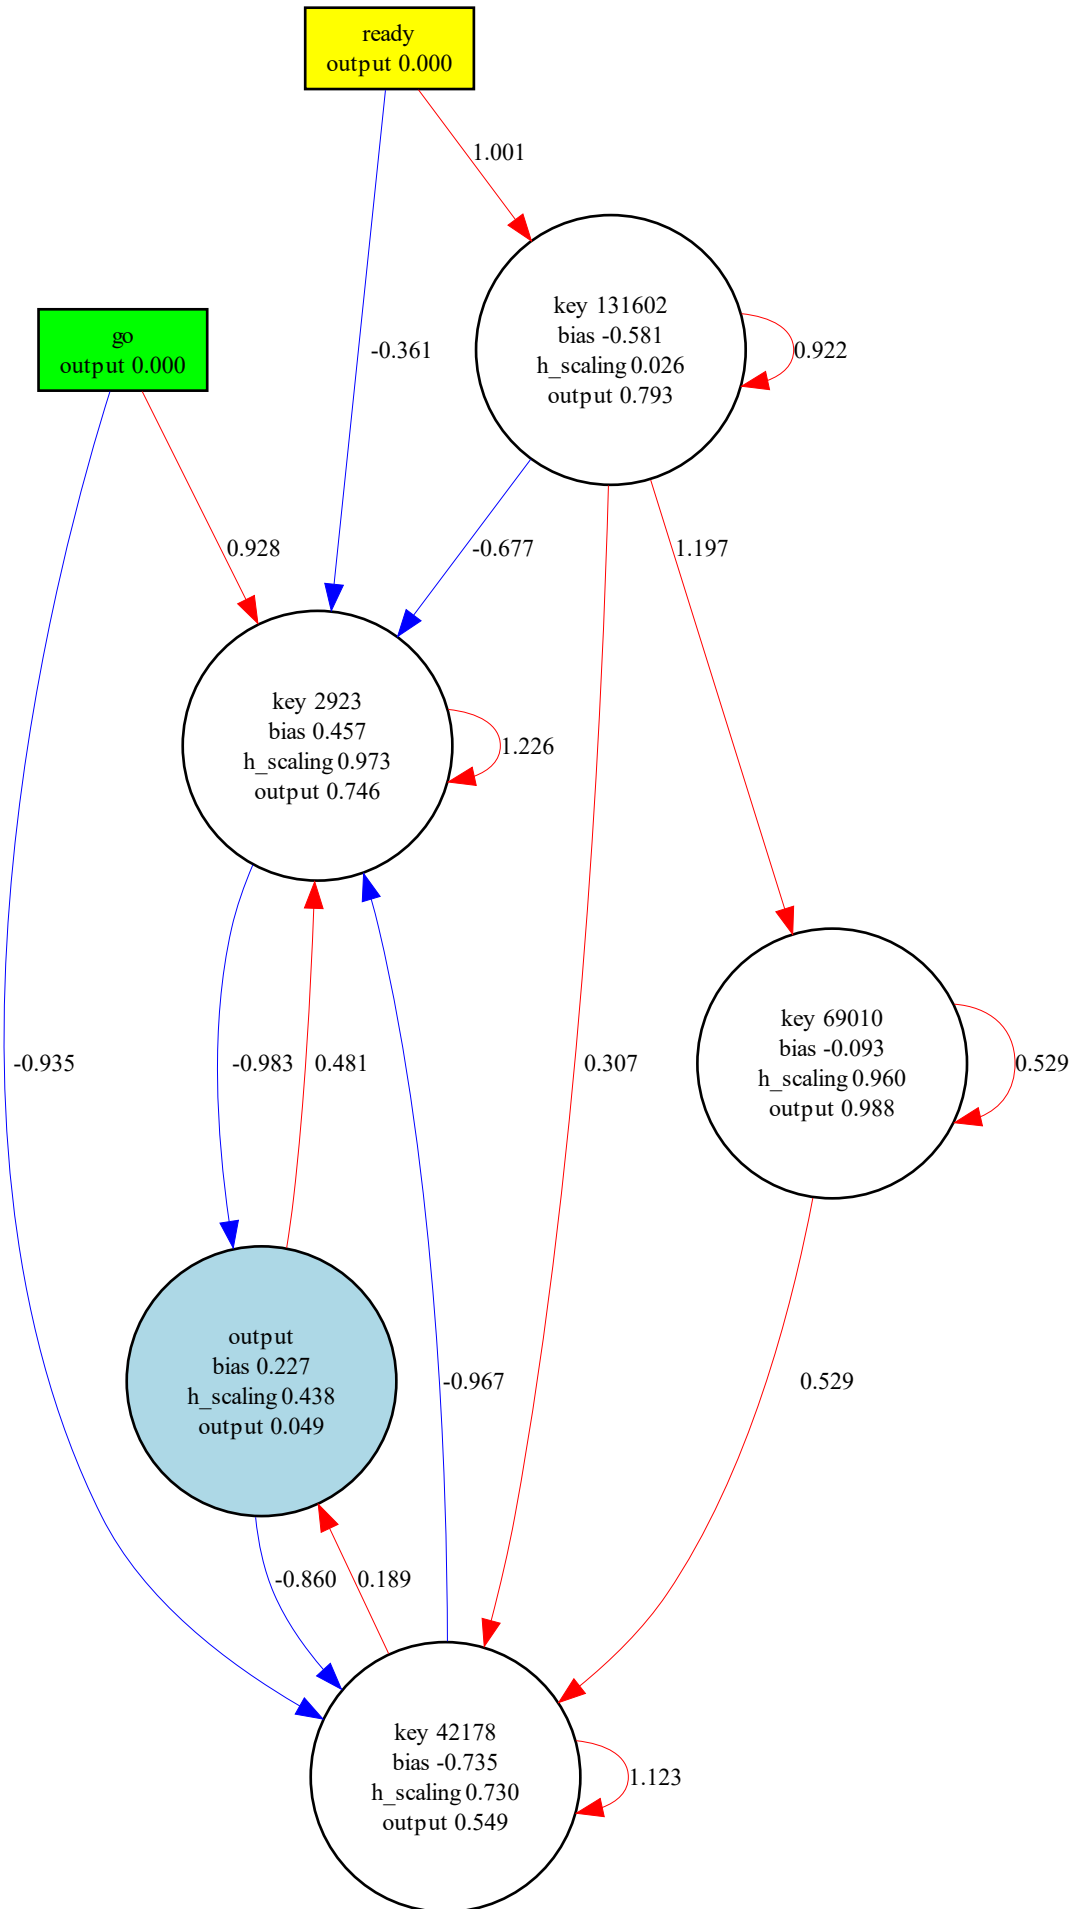 ready
output 0.000
1.001
key 131602
bias -0.581
h_scaling 0.026
output 0.793
0.922
go
output 0.000
-0.361
0.928
-0.677
1.197
key 2923
bias 0.457
h_scaling 0.973
output 0.746
1.226
key 69010
bias -0.093
h_scaling 0.960
output 0.988
0.529
-0.935
-0.983
0.481
0.307
output
bias 0.227
h_scaling 0.438
output 0.049
-0.967
0.529
-0.860
0.189
key 42178
bias -0.735
h_scaling 0.730
output 0.549
1.123